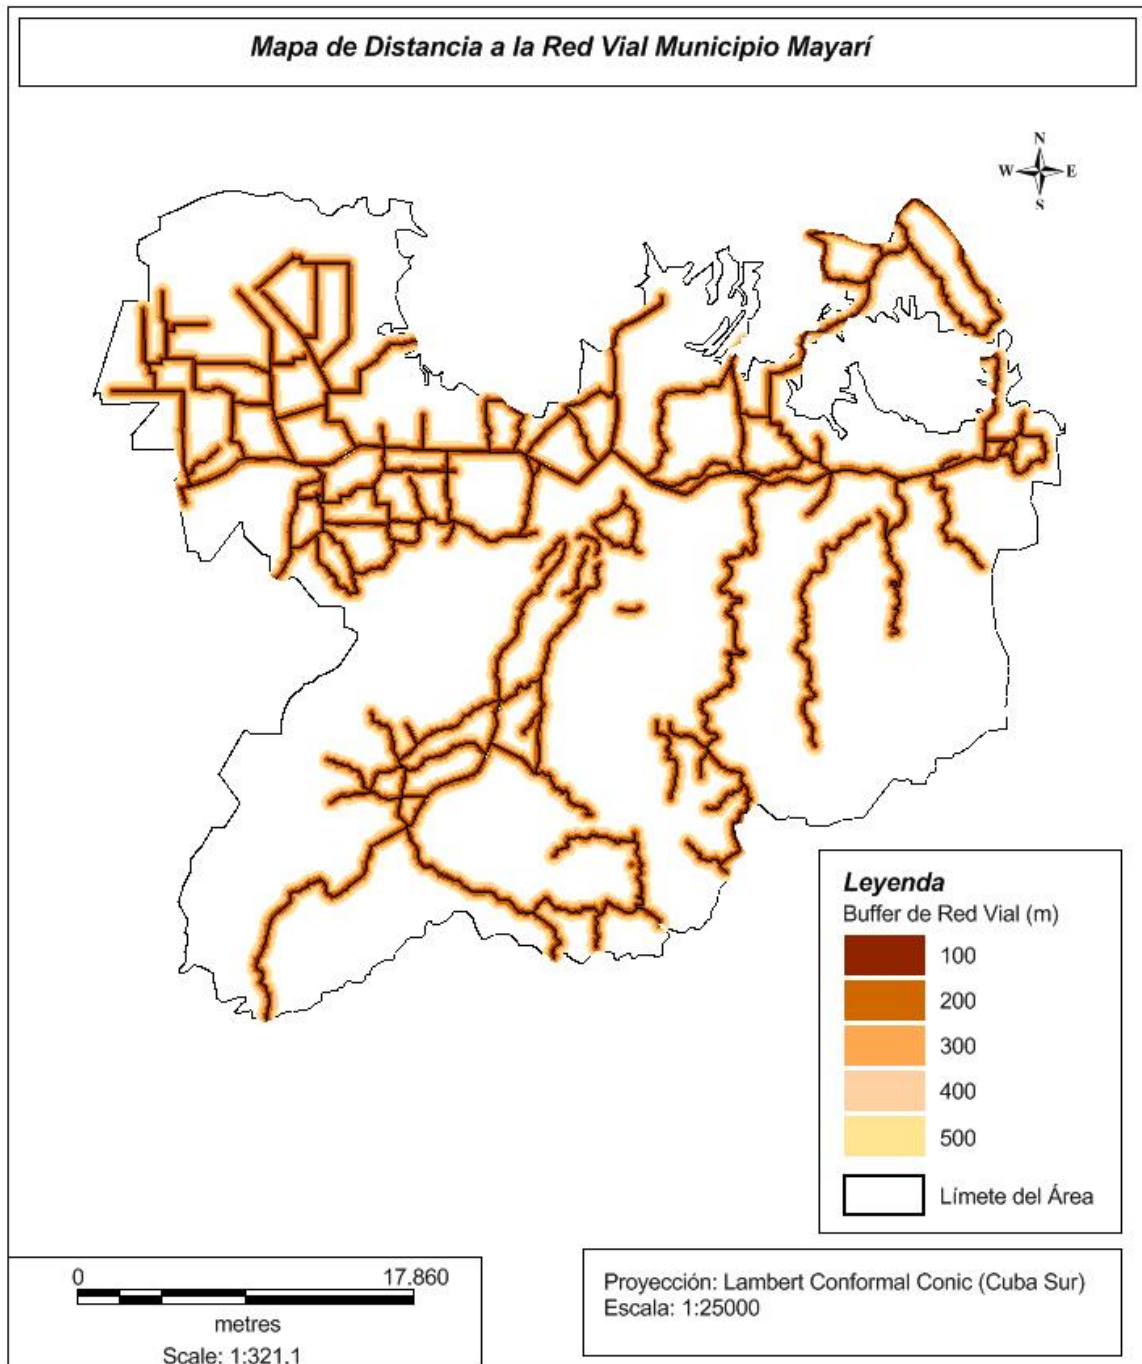 Mapa de Distancia a la Red Vial Municipio Mayarí
N
W E
S
Leyenda
Buffer de Red Vial (m)
100
200
300
400
500
Límete del Área
0 17.860
metres
Scale: 1:321.1
Proyección: Lambert Conformal Conic (Cuba Sur)
Escala: 1:25000